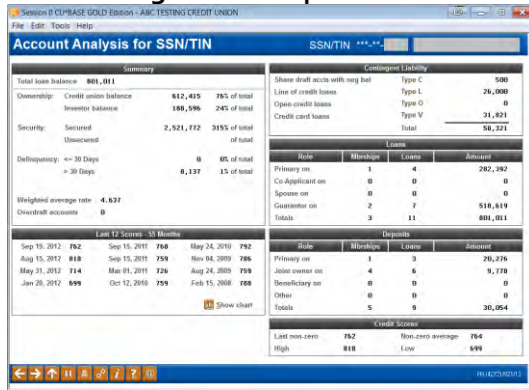 Session 0 CU*BASE GOLD Edition - ABC TESTING CREDIT UNION
File Edit Tools Help
Account Analysis for SSN/TIN
SSN/TIN ***-**-
Summary
Total loan balance 801,011
Ownership: Credit union balance 612,415 76% of total
Investor balance 188,596 24% of total
Security: Secured 2,521,772 315% of total
Unsecured of total
Delinquency: <= 30 Days 0 0% of total
> 30 Days 8,137 1% of total
Weighted average rate 4.637
Overdraft accounts 0
Last 12 Scores - 55 Months
Sep 19, 2012 762 Sep 15, 2011 768 May 24, 2010 792
Aug 15, 2012 818 Sep 15, 2011 759 Nov 04, 2009 786
May 31, 2012 714 Mar 01, 2011 726 Aug 24, 2009 759
Jan 20, 2012 699 Oct 12, 2010 759 Feb 15, 2008 788
Show chart
Contingent Liability
Share draft accts with neg bal Type C 500
Line of credit loans Type L 26,000
Open credit loans Type O 0
Credit card loans Type V 31,821
Total 58,321
Loans
Role Mbrships Loans Amount
Primary on 1 4 282,392
Co-Applicant on 0 0 0
Spouse on 0 0 0
Guarantor on 2 7 518,619
Totals 3 11 801,011
Deposits
Role Mbrships Loans Amount
Primary on 1 3 20,276
Joint owner on 4 6 9,778
Beneficiary on 0 0 0
Other 0 0 0
Totals 5 9 30,054
Credit Scores
Last non-zero 762 Non-zero average 764
High 818 Low 699